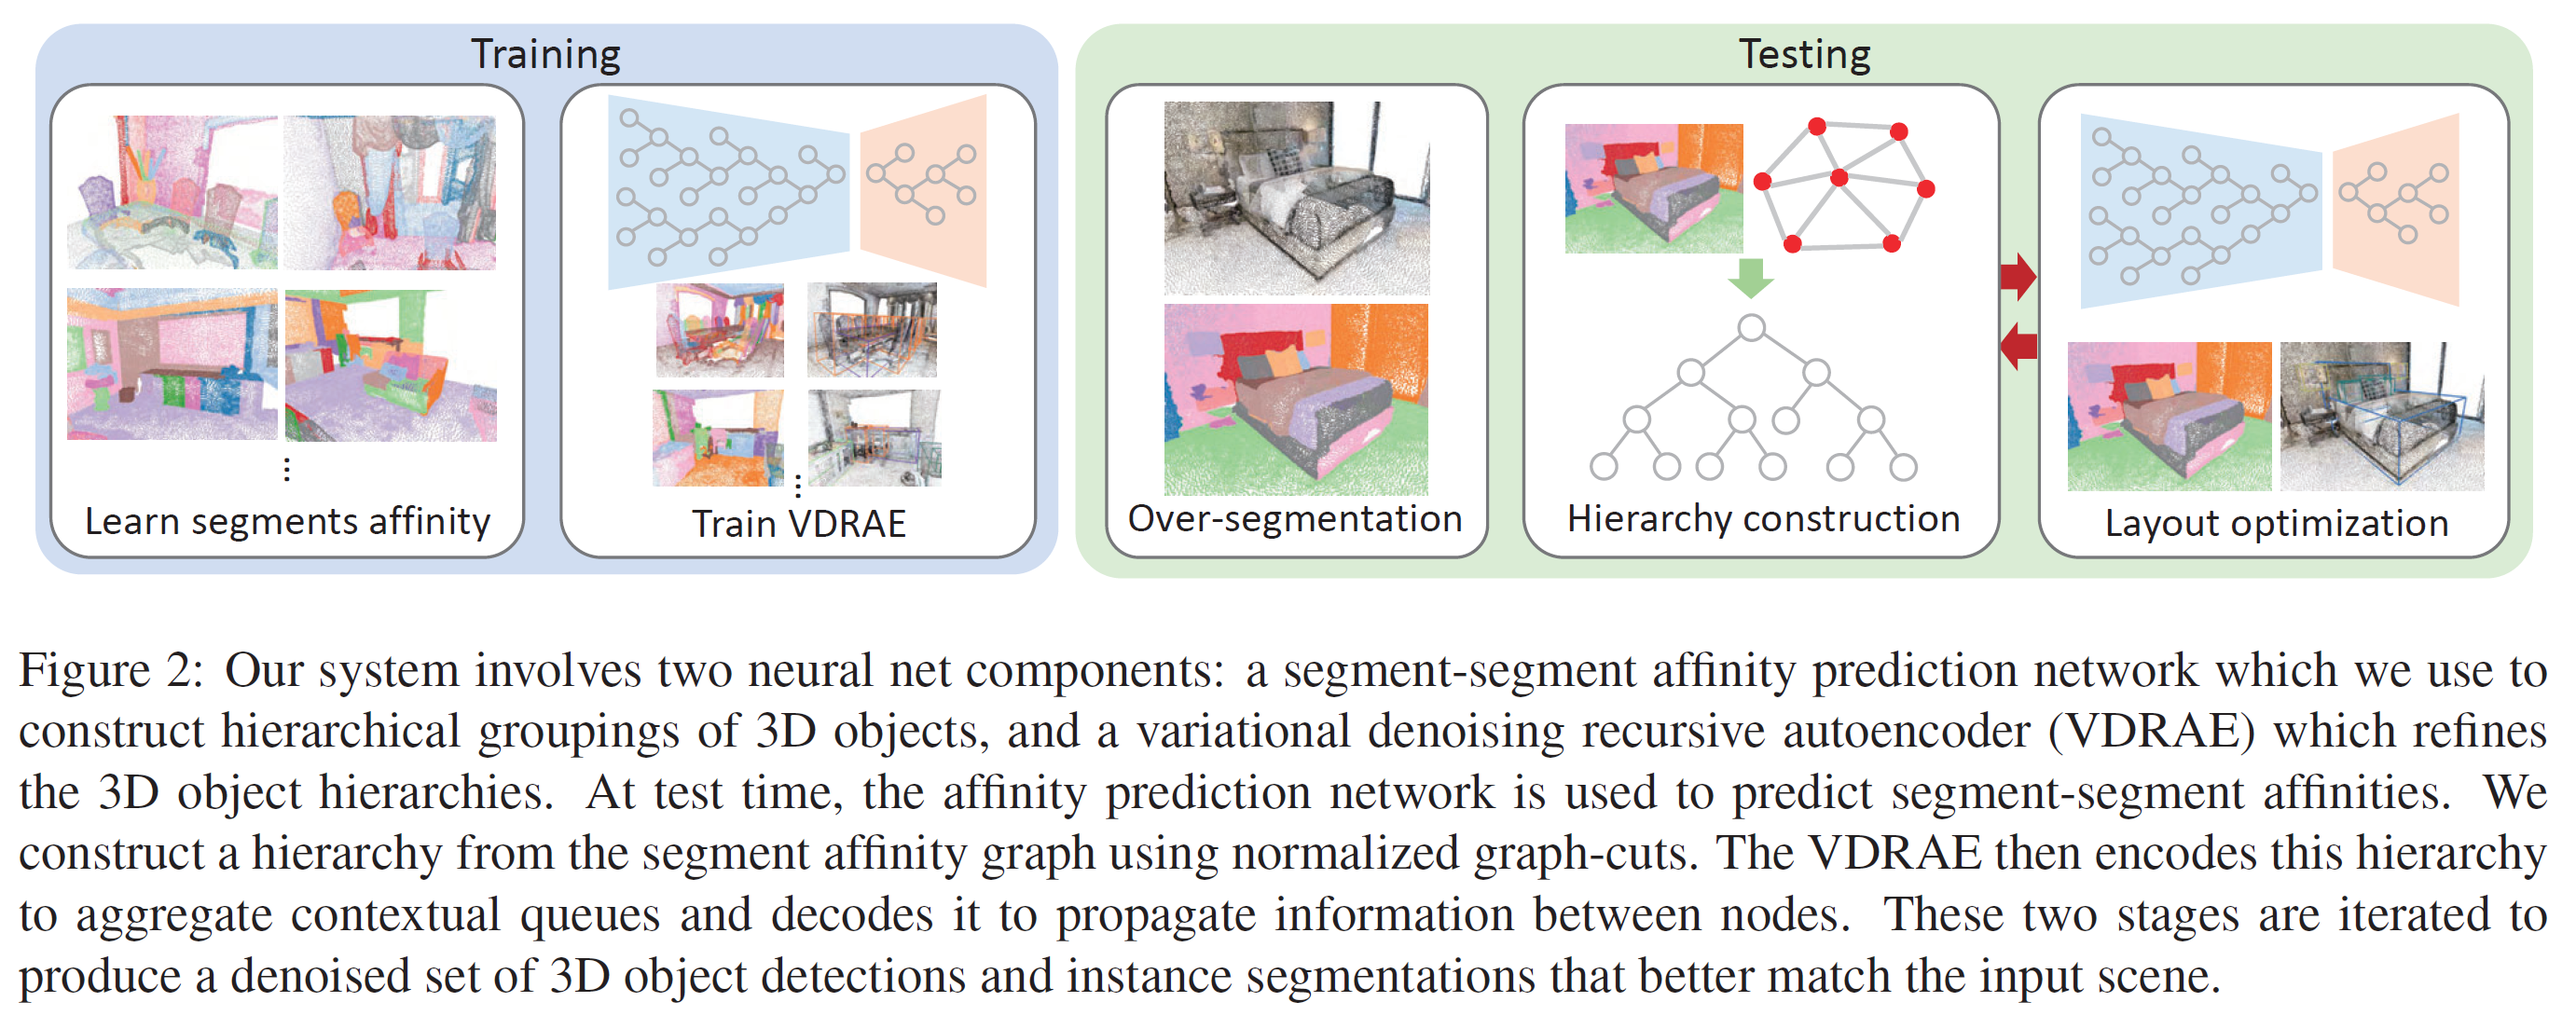 Training
Testing
Learn segments affinity
Train VDRAE
Over-segmentation
Hierarchy construction
Layout optimization
Figure 2: Our system involves two neural net components: a segment-segment affinity prediction network which we use to
construct hierarchical groupings of 3D objects, and a variational denoising recursive autoencoder (VDRAE) which refines
the 3D object hierarchies. At test time, the affinity prediction network is used to predict segment-segment affinities. We
construct a hierarchy from the segment affinity graph using normalized graph-cuts. The VDRAE then encodes this hierarchy
to aggregate contextual queues and decodes it to propagate information between nodes. These two stages are iterated to
produce a denoised set of 3D object detections and instance segmentations that better match the input scene.